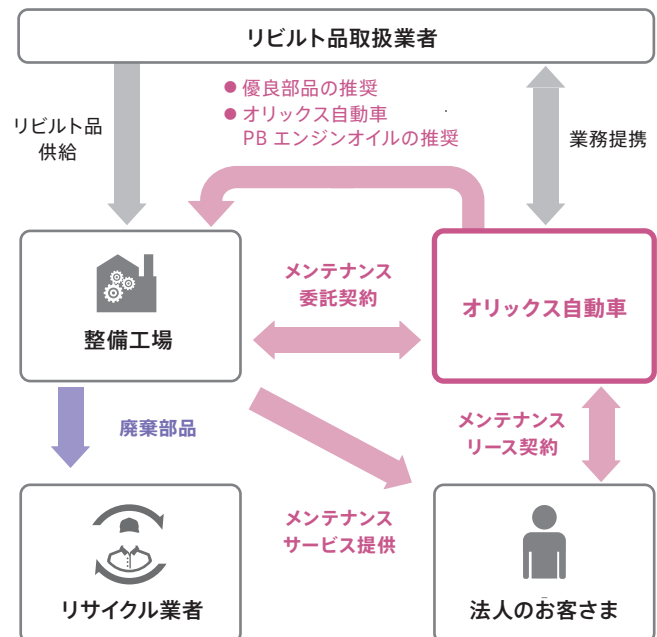 リビルト品取扱業者
● 優良部品の推奨
● オリックス自動車
PB エンジンオイルの推奨
リビルト品
供給
業務提携
メンテナンス
委託契約
オリックス自動車
整備工場
廃棄部品
メンテナンス
リース契約
メンテナンス
サービス提供
リサイクル業者
法人のお客さま